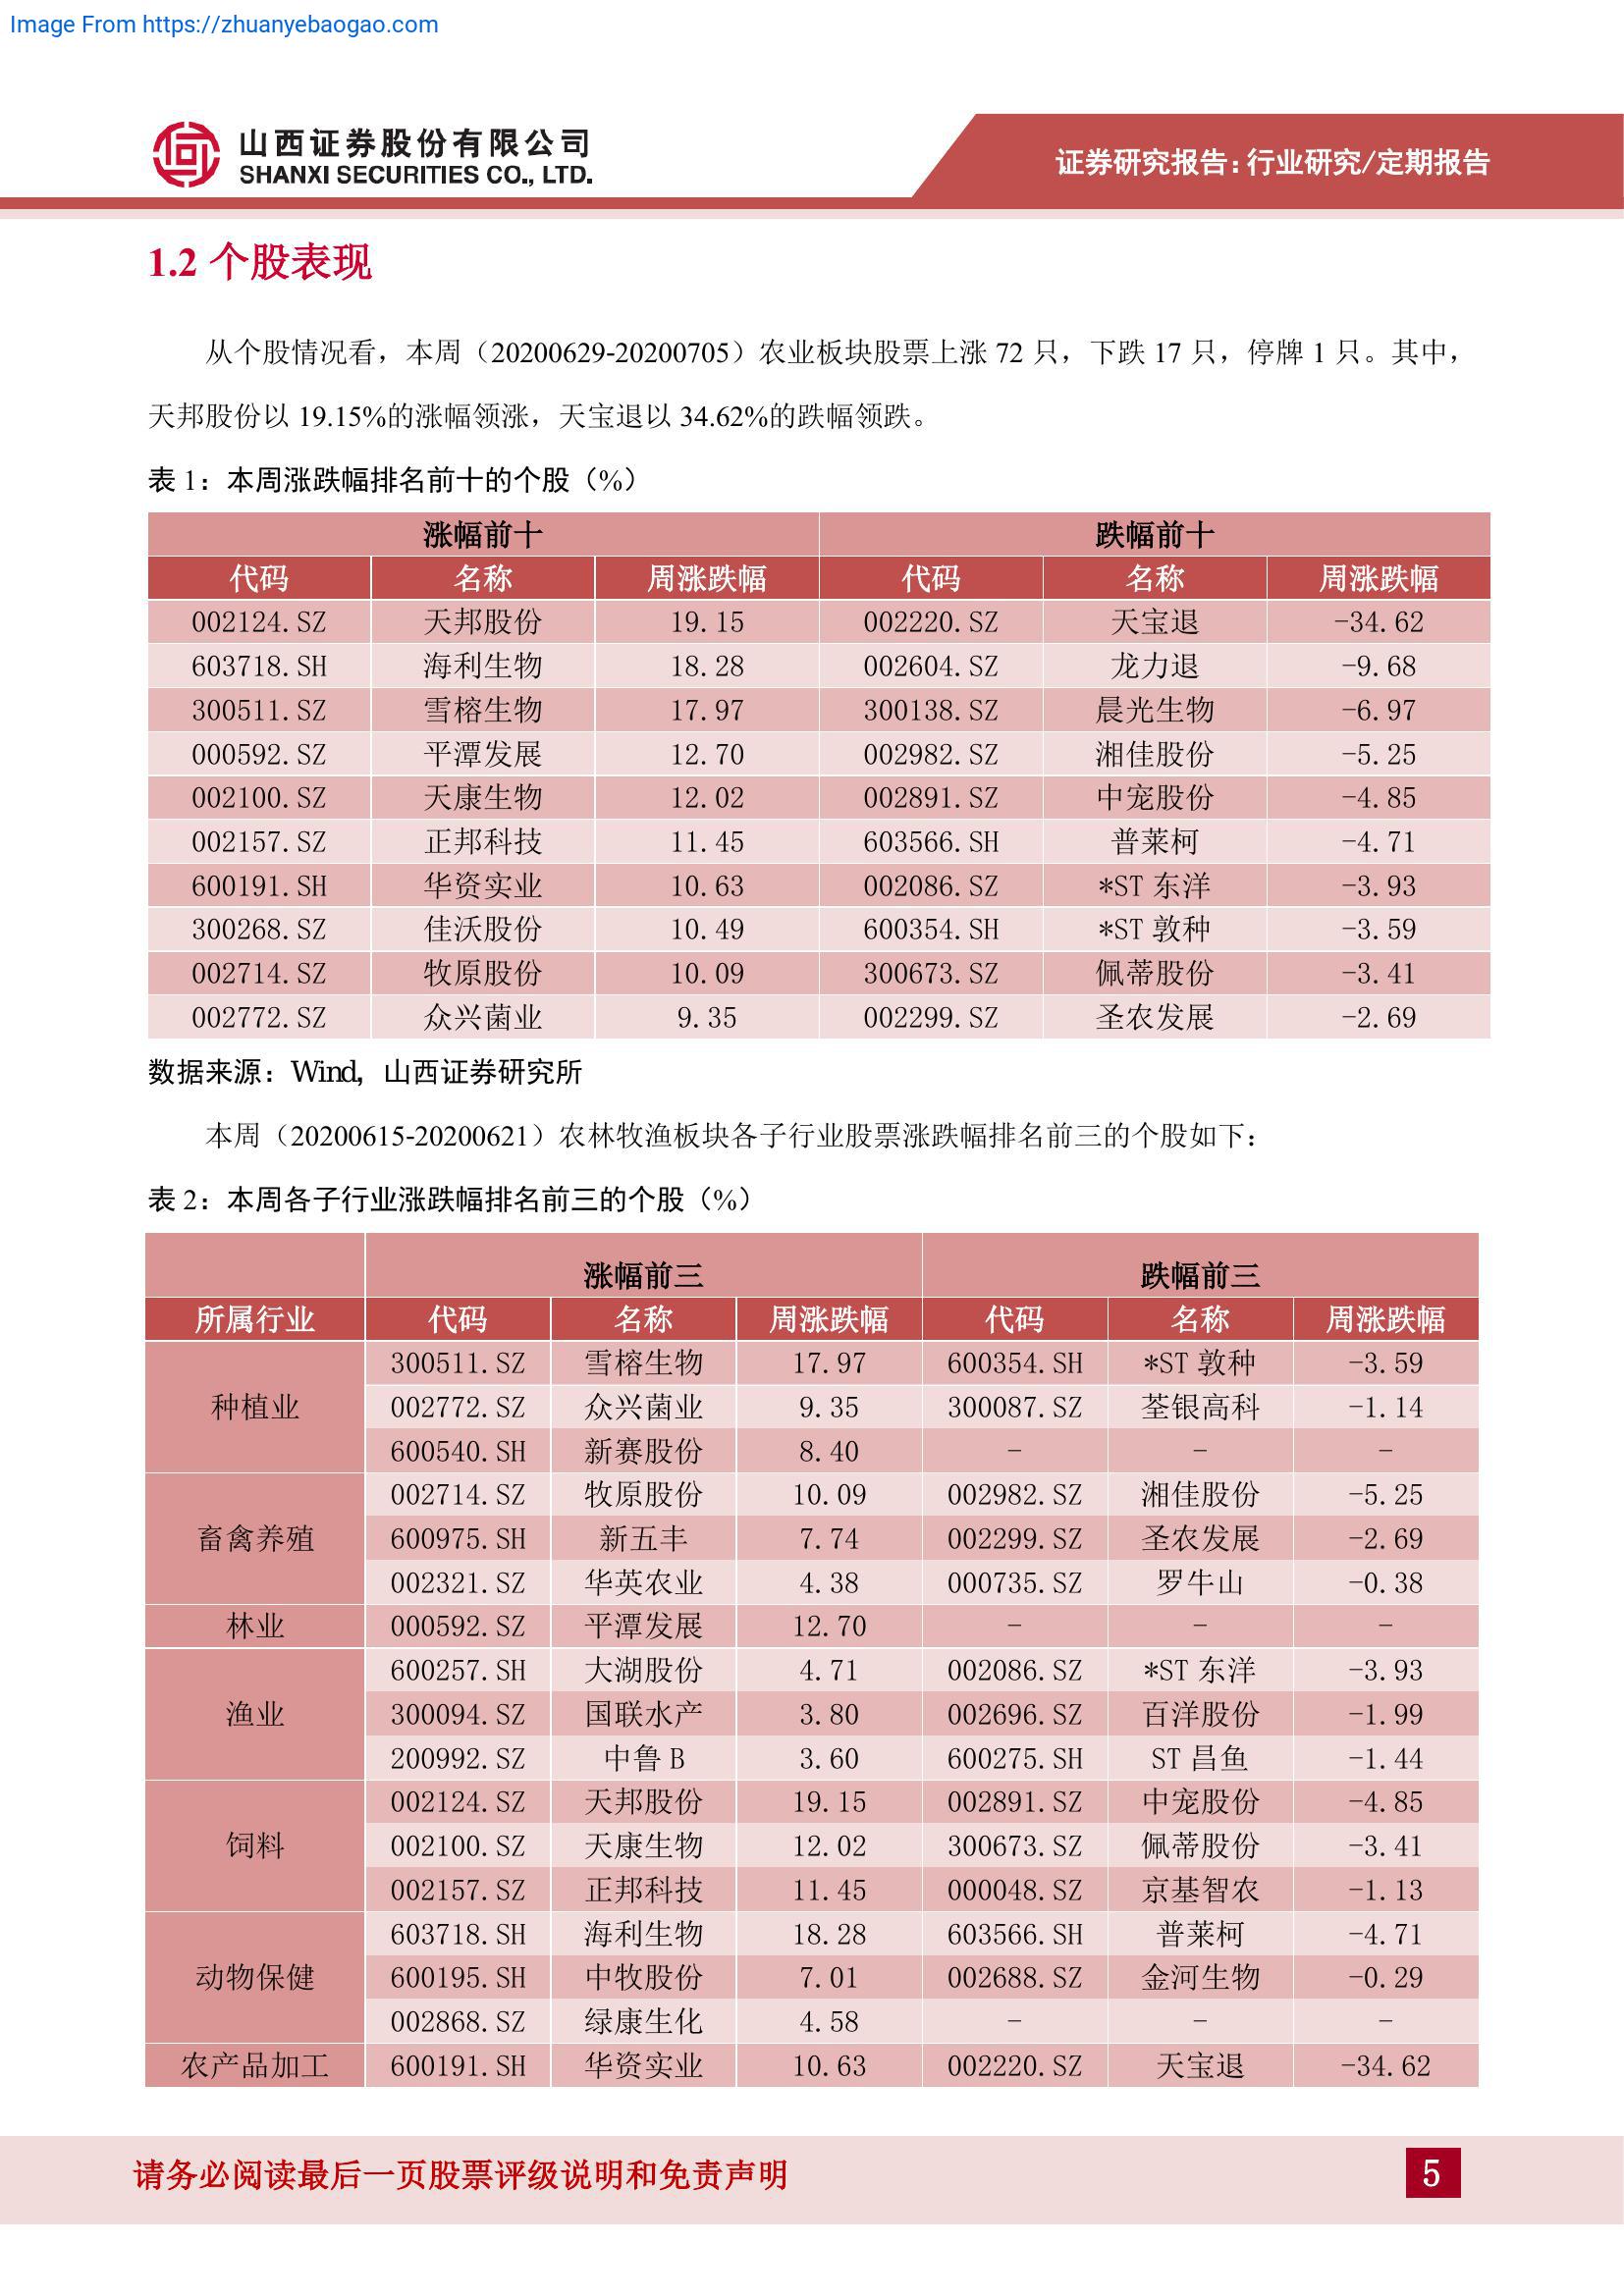 Image From https://zhuanyebaogao.com
山西证券股份有限公司
SHANXI SECURITIES CO., LTD.
证券研究报告:行业研究/定期报告
1.2 个股表现
从个股情况看，本周（20200629-20200705）农业板块股票上涨 72 只，下跌 17 只，停牌 1 只。其中，
天邦股份以 19.15%的涨幅领涨，天宝退以 34.62%的跌幅领跌。
表 1：本周涨跌幅排名前十的个股（%）
涨幅前十 跌幅前十
代码 名称 周涨跌幅 代码 名称 周涨跌幅
002124.SZ 天邦股份 19.15 002220.SZ 天宝退 -34.62
603718.SH 海利生物 18.28 002604.SZ 龙力退 -9.68
300511.SZ 雪榕生物 17.97 300138.SZ 晨光生物 -6.97
000592.SZ 平潭发展 12.70 002982.SZ 湘佳股份 -5.25
002100.SZ 天康生物 12.02 002891.SZ 中宠股份 -4.85
002157.SZ 正邦科技 11.45 603566.SH 普莱柯 -4.71
600191.SH 华资实业 10.63 002086.SZ *ST 东洋 -3.93
300268.SZ 佳沃股份 10.49 600354.SH *ST 敦种 -3.59
002714.SZ 牧原股份 10.09 300673.SZ 佩蒂股份 -3.41
002772.SZ 众兴菌业 9.35 002299.SZ 圣农发展 -2.69
数据来源：Wind，山西证券研究所
本周（20200615-20200621）农林牧渔板块各子行业股票涨跌幅排名前三的个股如下：
表 2：本周各子行业涨跌幅排名前三的个股（%）
涨幅前三 跌幅前三
所属行业 代码 名称 周涨跌幅 代码 名称 周涨跌幅
种植业 300511.SZ 雪榕生物 17.97 600354.SH *ST 敦种 -3.59
002772.SZ 众兴菌业 9.35 300087.SZ 荃银高科 -1.14
600540.SH 新赛股份 8.40 - - -
畜禽养殖 002714.SZ 牧原股份 10.09 002982.SZ 湘佳股份 -5.25
600975.SH 新五丰 7.74 002299.SZ 圣农发展 -2.69
002321.SZ 华英农业 4.38 000735.SZ 罗牛山 -0.38
林业 000592.SZ 平潭发展 12.70 - - -
渔业 600257.SH 大湖股份 4.71 002086.SZ *ST 东洋 -3.93
300094.SZ 国联水产 3.80 002696.SZ 百洋股份 -1.99
200992.SZ 中鲁 B 3.60 600275.SH ST 昌鱼 -1.44
饲料 002124.SZ 天邦股份 19.15 002891.SZ 中宠股份 -4.85
002100.SZ 天康生物 12.02 300673.SZ 佩蒂股份 -3.41
002157.SZ 正邦科技 11.45 000048.SZ 京基智农 -1.13
动物保健 603718.SH 海利生物 18.28 603566.SH 普莱柯 -4.71
600195.SH 中牧股份 7.01 002688.SZ 金河生物 -0.29
002868.SZ 绿康生化 4.58 - - -
农产品加工 600191.SH 华资实业 10.63 002220.SZ 天宝退 -34.62
请务必阅读最后一页股票评级说明和免责声明
5